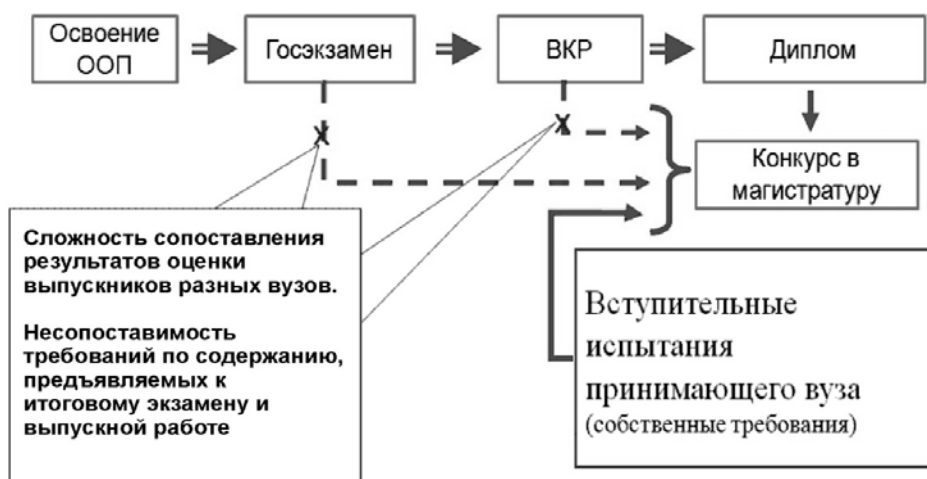 Освоение
ООП
Госэкзамен
ВКР
Диплом
Х
Х
Конкурс в
магистратуру
Сложность сопоставления
результатов оценки
выпускников разных вузов.
Несопоставимость
требований по содержанию,
предъявляемых к
итоговому экзамену и
выпускной работе
Вступительные
испытания
принимающего вуза
(собственные требования)